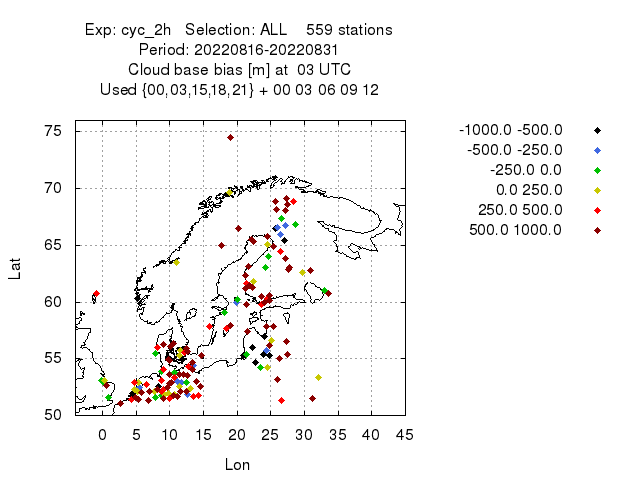 Exp: cyc_2h   Selection: ALL    559 stations
Period: 20220816-20220831
Cloud base bias [m] at  03 UTC
Used {00,03,15,18,21} + 00 03 06 09 12
-1000.0 -500.0
-500.0 -250.0
-250.0 0.0
0.0 250.0
250.0 500.0
500.0 1000.0
75
70
65
60
55
50
Lat
0 5 10 15 20 25 30 35 40 45
Lon